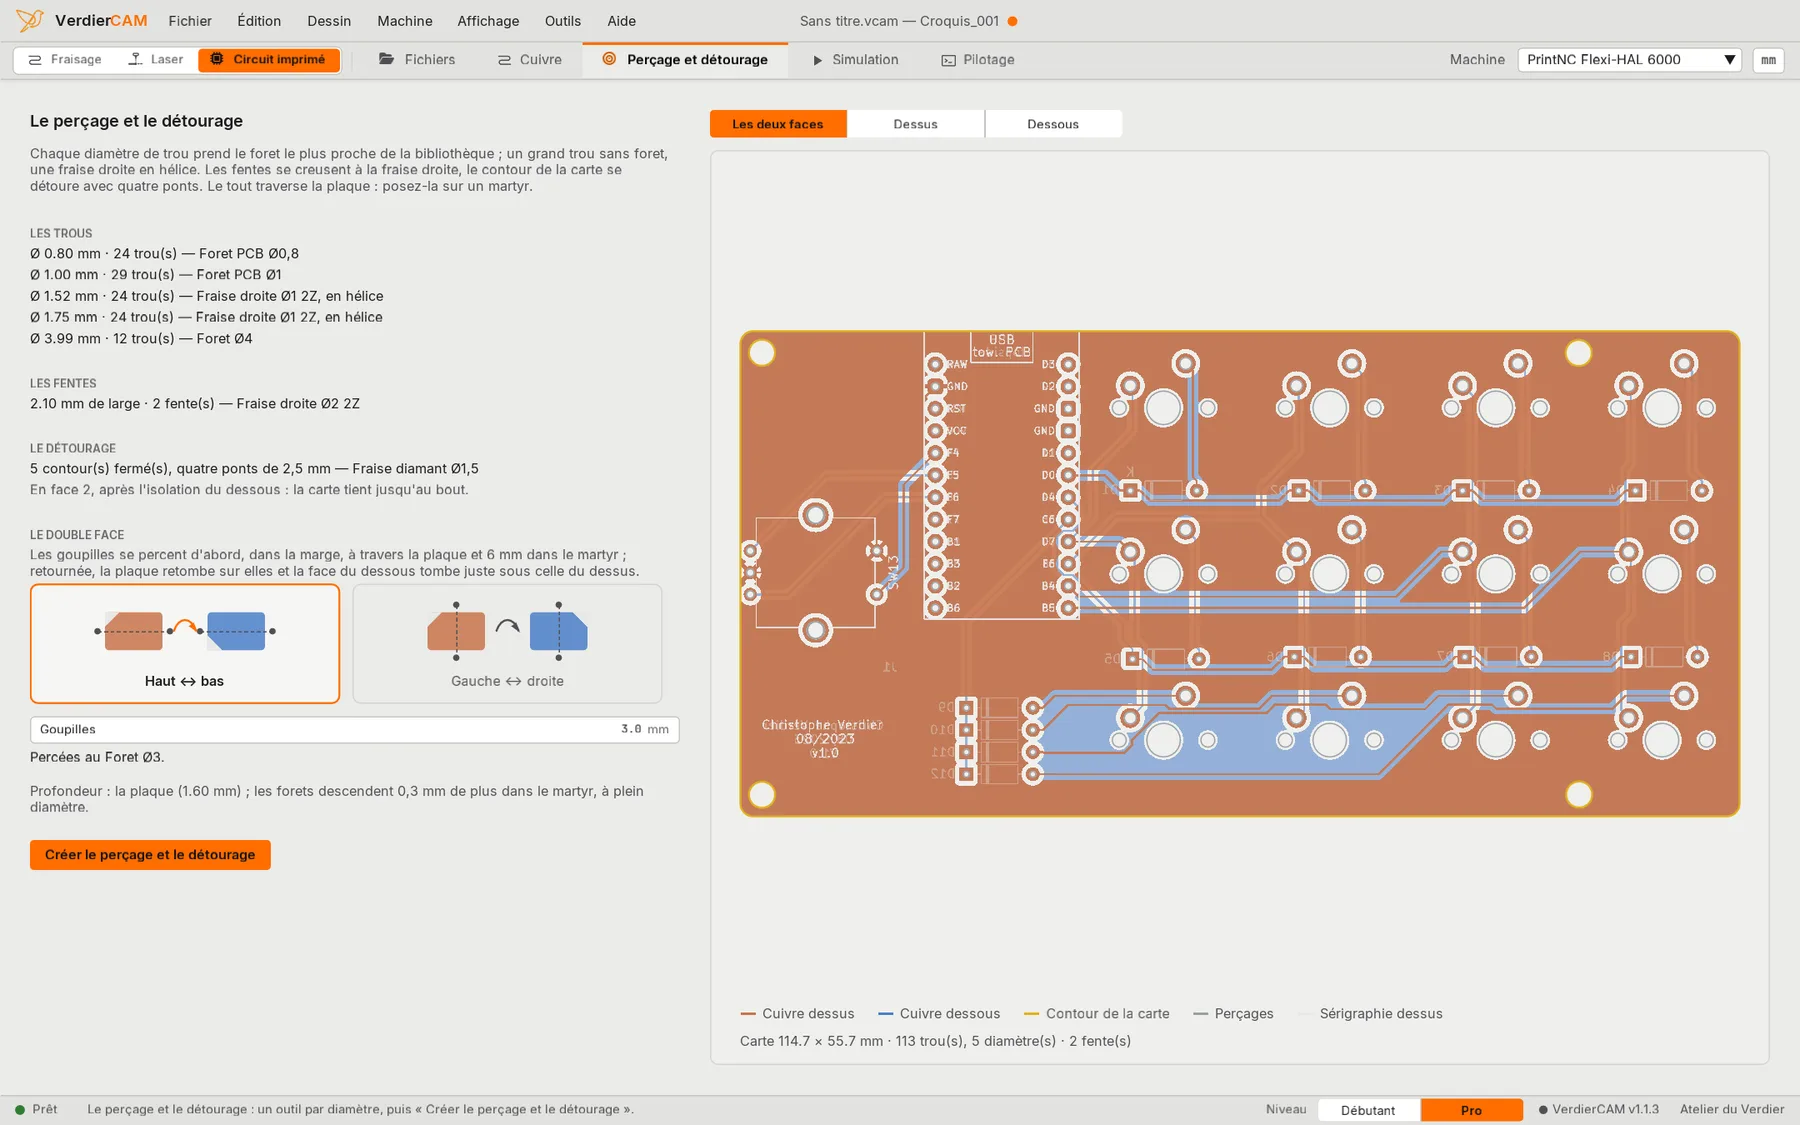 VerdierCAM Fichier Édition Dessin Machine Affichage Outils Aide Sans titre.vcam — Croquis_001
Fraisage Laser Circuit imprimé Fichiers Cuivre Perçage et détourage Simulation Pilotage Machine PrintNC Flexi-HAL 6000 mm
Le perçage et le détourage
Chaque diamètre de trou prend le foret le plus proche de la bibliothèque ; un grand trou sans foret,
une fraise droite en hélice. Les fentes se creusent à la fraise droite, le contour de la carte se
détoure avec quatre ponts. Le tout traverse la plaque : posez-la sur un martyr.
LES TROUS
Ø 0.80 mm · 24 trou(s) — Foret PCB Ø0,8
Ø 1.00 mm · 29 trou(s) — Foret PCB Ø1
Ø 1.52 mm · 24 trou(s) — Fraise droite Ø1 2Z, en hélice
Ø 1.75 mm · 24 trou(s) — Fraise droite Ø1 2Z, en hélice
Ø 3.99 mm · 12 trou(s) — Foret Ø4
LES FENTES
2.10 mm de large · 2 fente(s) — Fraise droite Ø2 2Z
LE DÉTOURAGE
5 contour(s) fermé(s), quatre ponts de 2,5 mm — Fraise diamant Ø1,5
En face 2, après l'isolation du dessous : la carte tient jusqu'au bout.
LE DOUBLE FACE
Les goupilles se percent d'abord, dans la marge, à travers la plaque et 6 mm dans le martyr ;
retournée, la plaque retombe sur elles et la face du dessous tombe juste sous celle du dessus.
Haut ↔ bas
Gauche ↔ droite
Goupilles 3.0 mm
Percées au Foret Ø3.
Profondeur : la plaque (1.60 mm) ; les forets descendent 0,3 mm de plus dans le martyr, à plein
diamètre.
Créer le perçage et le détourage
Les deux faces Dessus Dessous
USB
tow. PCB
RAW D3
GND D2
RST GND
VCC GND
F4 D1
F5 D0
F6 D4
F7 C6
B1 D7
B3 E6
B2 B4
B6 B5
K
D1 D2 D3 D4
SW13
D5 D6 D7 D8
J1
D9
D10
D11
D12
Christophe Verdier
08/2023
v1.0
Cuivre dessus Cuivre dessous Contour de la carte Perçages Sérigraphie dessus
Carte 114.7 × 55.7 mm · 113 trou(s), 5 diamètre(s) · 2 fente(s)
Prêt Le perçage et le détourage : un outil par diamètre, puis « Créer le perçage et le détourage ». Niveau Débutant Pro VerdierCAM v1.1.3 Atelier du Verdier